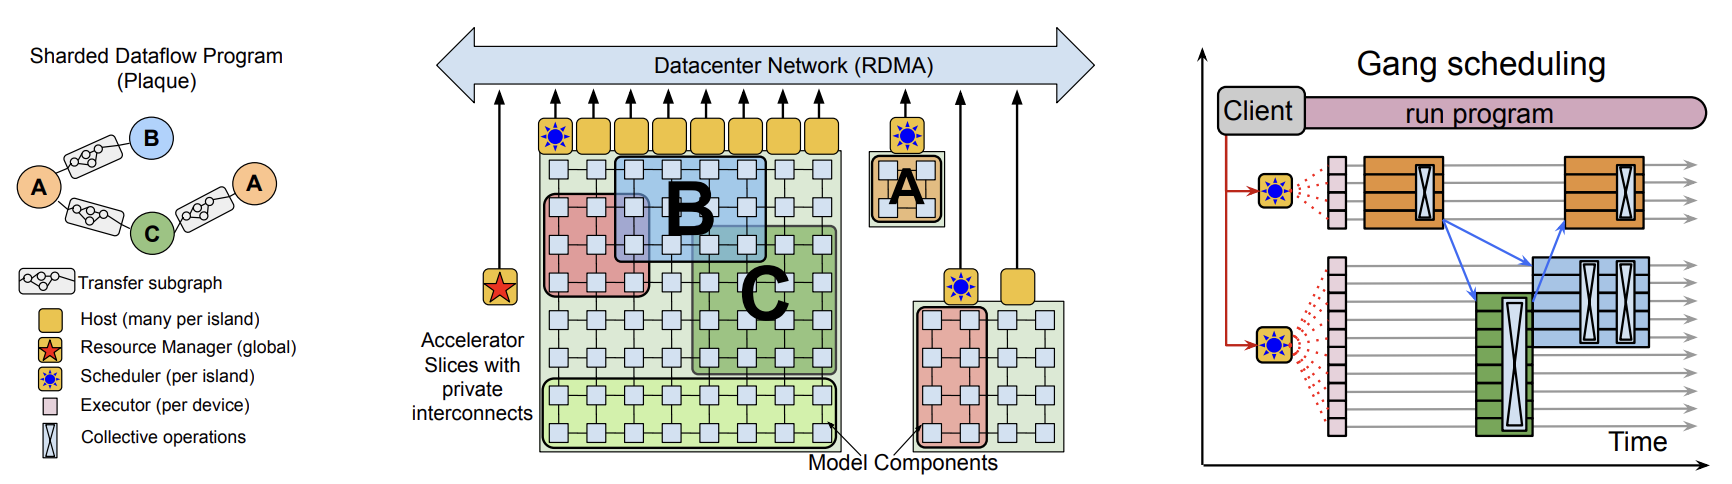 Sharded Dataflow Program
(Plaque)
B
A
A
C
Transfer subgraph
Host (many per island)
Resource Manager (global)
Scheduler (per island)
Executor (per device)
Collective operations
Datacenter Network (RDMA)
B
C
A
Accelerator
Slices with
private
interconnects
Model Components
Gang scheduling
Client
run program
Time